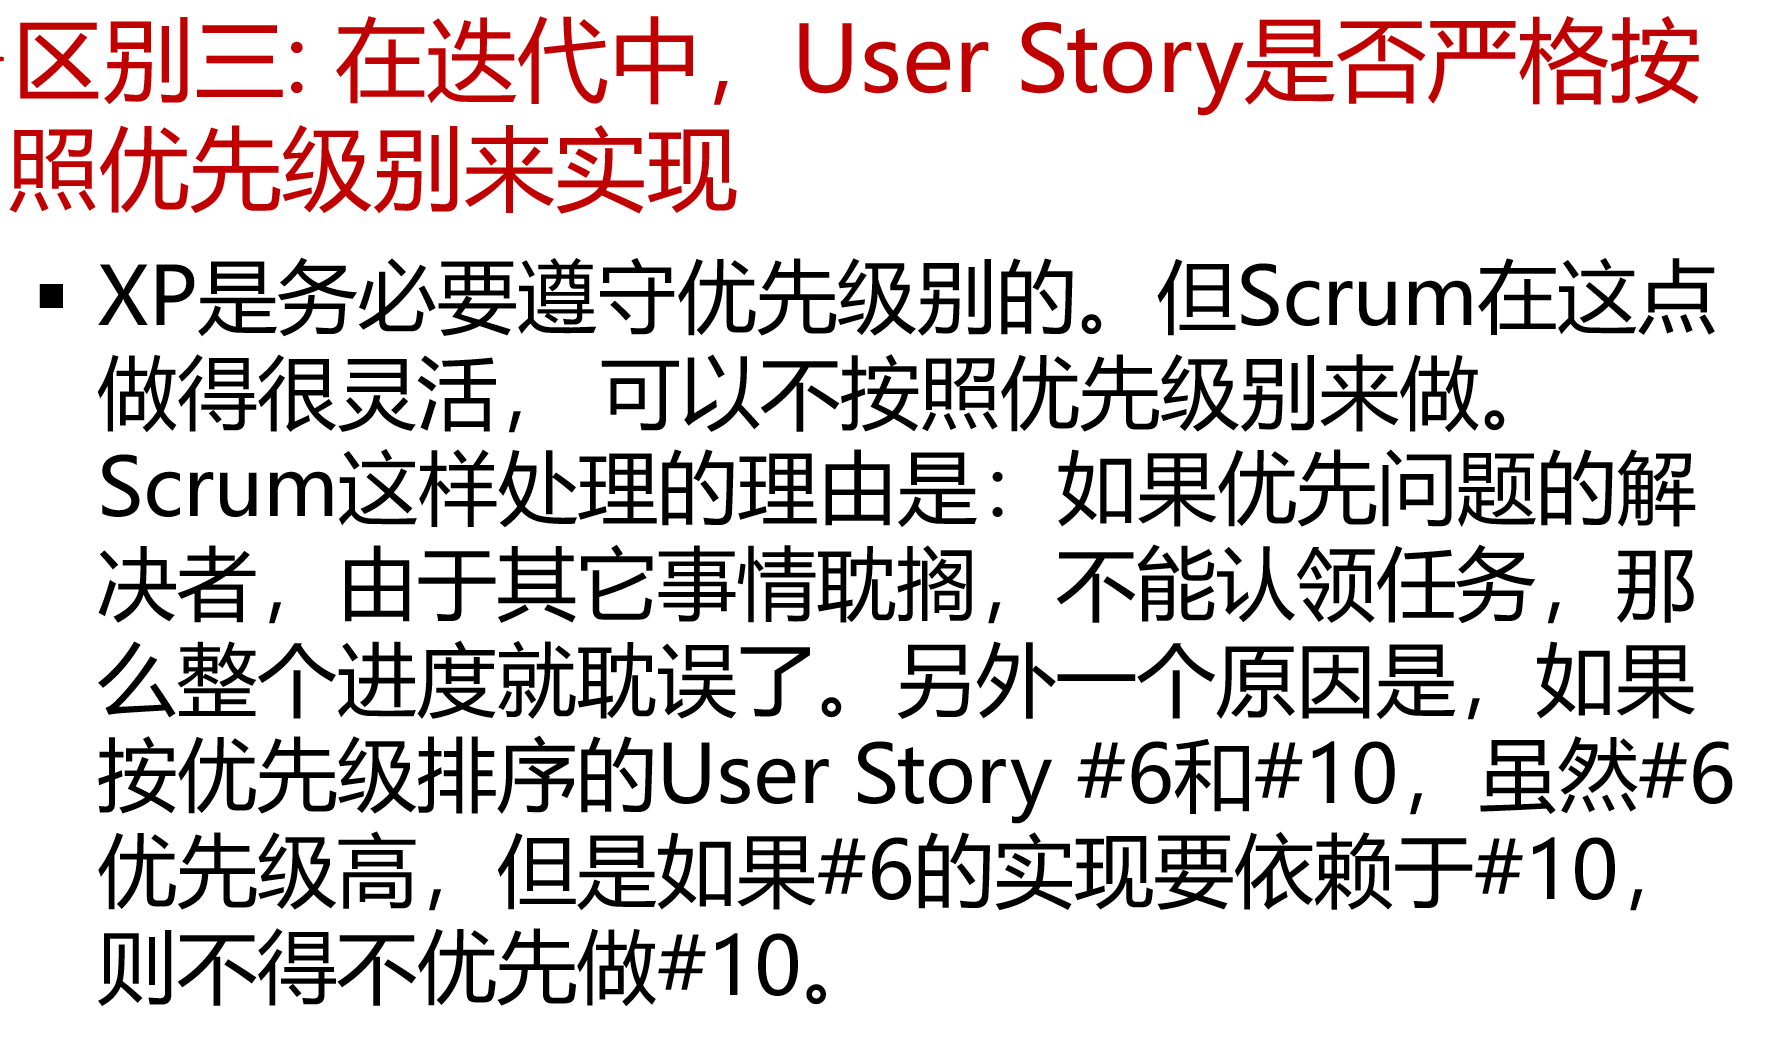 区别三: 在迭代中，User Story是否严格按
照优先级别来实现
▪ XP是务必要遵守优先级别的。但Scrum在这点
做得很灵活， 可以不按照优先级别来做。
Scrum这样处理的理由是：如果优先问题的解
决者，由于其它事情耽搁，不能认领任务，那
么整个进度就耽误了。另外一个原因是，如果
按优先级排序的User Story #6和#10，虽然#6
优先级高，但是如果#6的实现要依赖于#10，
则不得不优先做#10。